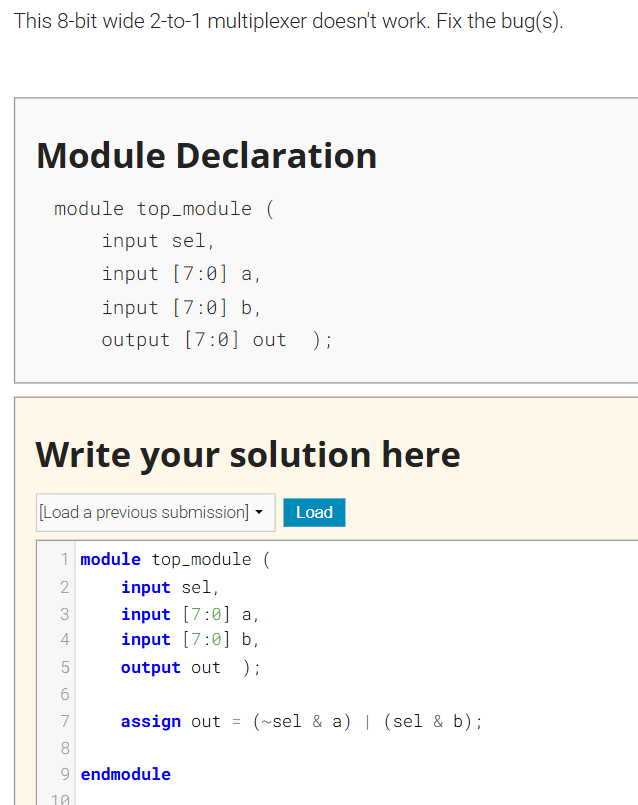 This 8-bit wide 2-to-1 multiplexer doesn't work. Fix the bug(s).
Module Declaration
module top_module (
    input sel,
    input [7:0] a,
    input [7:0] b,
    output [7:0] out  );
Write your solution here
[Load a previous submission] Load
1 module top_module (
2     input sel,
3     input [7:0] a,
4     input [7:0] b,
5     output out  );
6
7     assign out = (~sel & a) | (sel & b);
8
9 endmodule
10